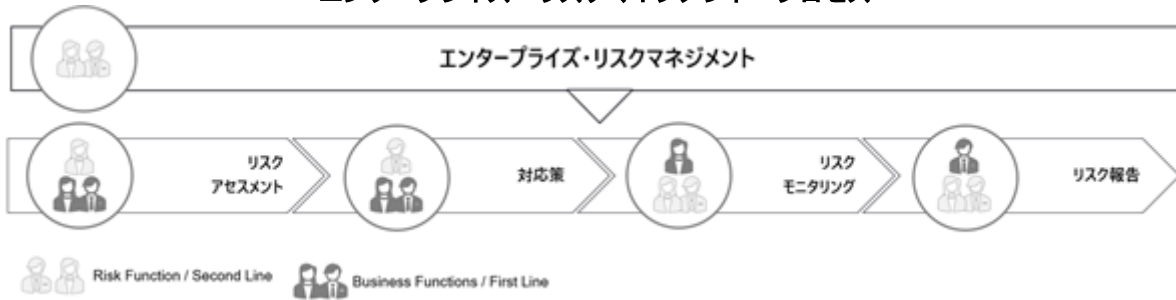 エンタープライズ・リスクマネジメント
リスク
アセスメント
対応策
リスク
モニタリング
リスク報告
Risk Function / Second Line
Business Functions / First Line